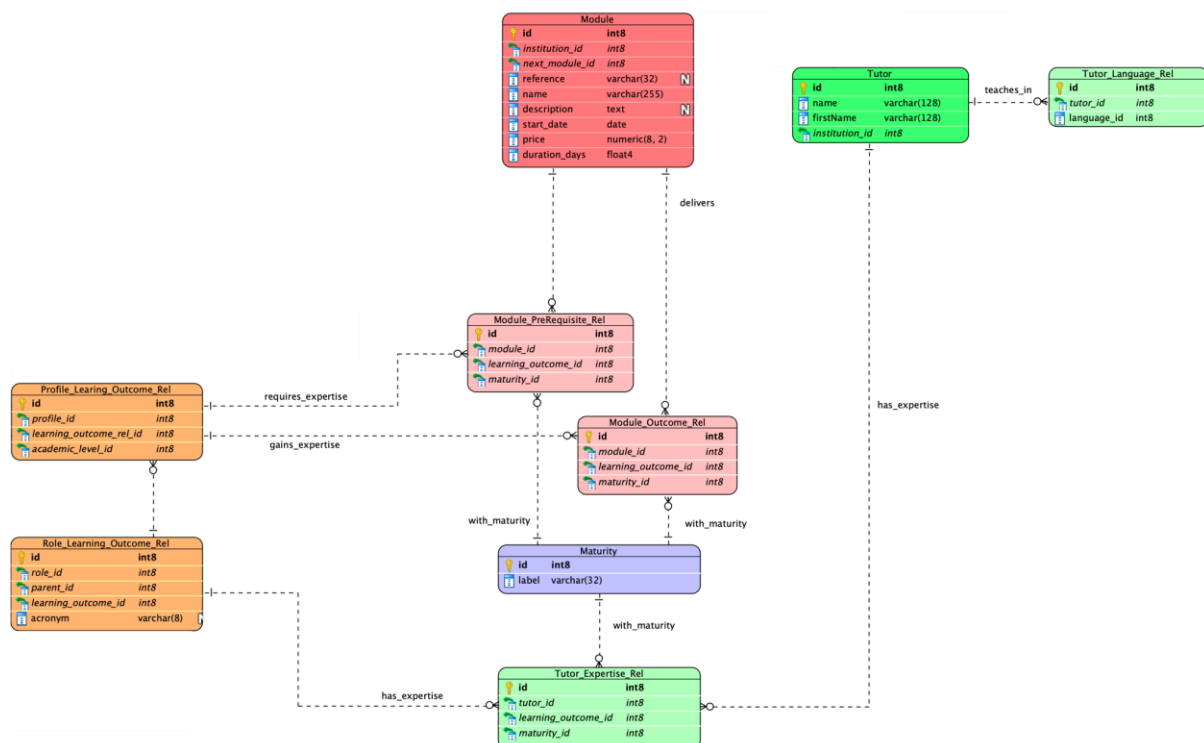 Module
id int8
institution_id int8
next_module_id int8
reference varchar(32) N
name varchar(255)
description text N
start_date date
price numeric(8, 2)
duration_days float4
Tutor
id int8
name varchar(128)
firstName varchar(128)
institution_id int8
teaches_in
Tutor_Language_Rel
id int8
tutor_id int8
language_id int8
delivers
Module_PreRequisite_Rel
id int8
module_id int8
learning_outcome_id int8
maturity_id int8
requires_expertise
Profile_Learing_Outcome_Rel
id int8
profile_id int8
learning_outcome_rel_id int8
academic_level_id int8
gains_expertise
has_expertise
Module_Outcome_Rel
id int8
module_id int8
learning_outcome_id int8
maturity_id int8
with_maturity
with_maturity
Role_Learning_Outcome_Rel
id int8
role_id int8
parent_id int8
learning_outcome_id int8
acronym varchar(8)
Maturity
id int8
label varchar(32)
with_maturity
has_expertise
Tutor_Expertise_Rel
id int8
tutor_id int8
learning_outcome_id int8
maturity_id int8